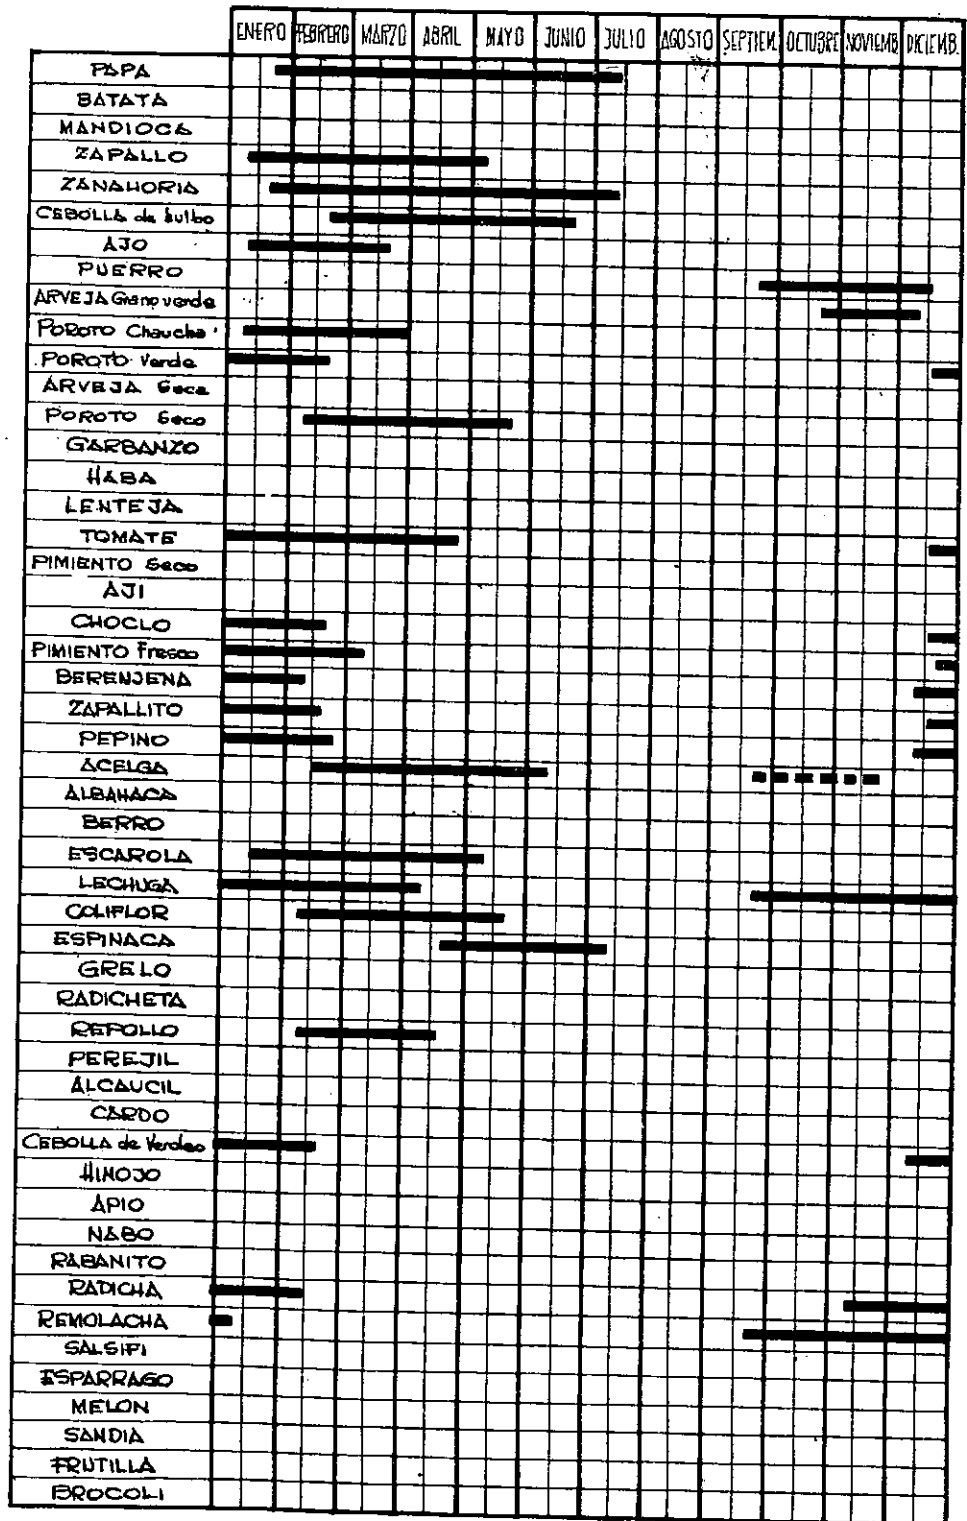 ENERO FEBRERO MARZO ABRIL MAYO JUNIO JULIO AGOSTO SEPTIEM. OCTUBRE NOVIEMB. DICIEMB.
PAPA
BATATA
MANDIOCA
ZAPALLO
ZANAHORIA
CEBOLLA de bulbo
AJO
PUERRO
ARVEJA Grano verde
POROTO Chaucha
POROTO Verde
ARVEJA Seca
POROTO Seco
GARBANZO
HABA
LENTEJA
TOMATE
PIMIENTO Seco
AJI
CHOCLO
PIMIENTO Fresco
BERENJENA
ZAPALLITO
PEPINO
ACELGA
ALBAHACA
BERRO
ESCAROLA
LECHUGA
COLIFLOR
ESPINACA
GRELO
RADICHETA
REPOLLO
PEREJIL
ALCAUCIL
CARDO
CEBOLLA de Verdeo
HINOJO
APIO
NABO
RABANITO
RADICHA
REMOLACHA
SALSIFI
ESPARRAGO
MELON
SANDIA
FRUTILLA
BROCOLI